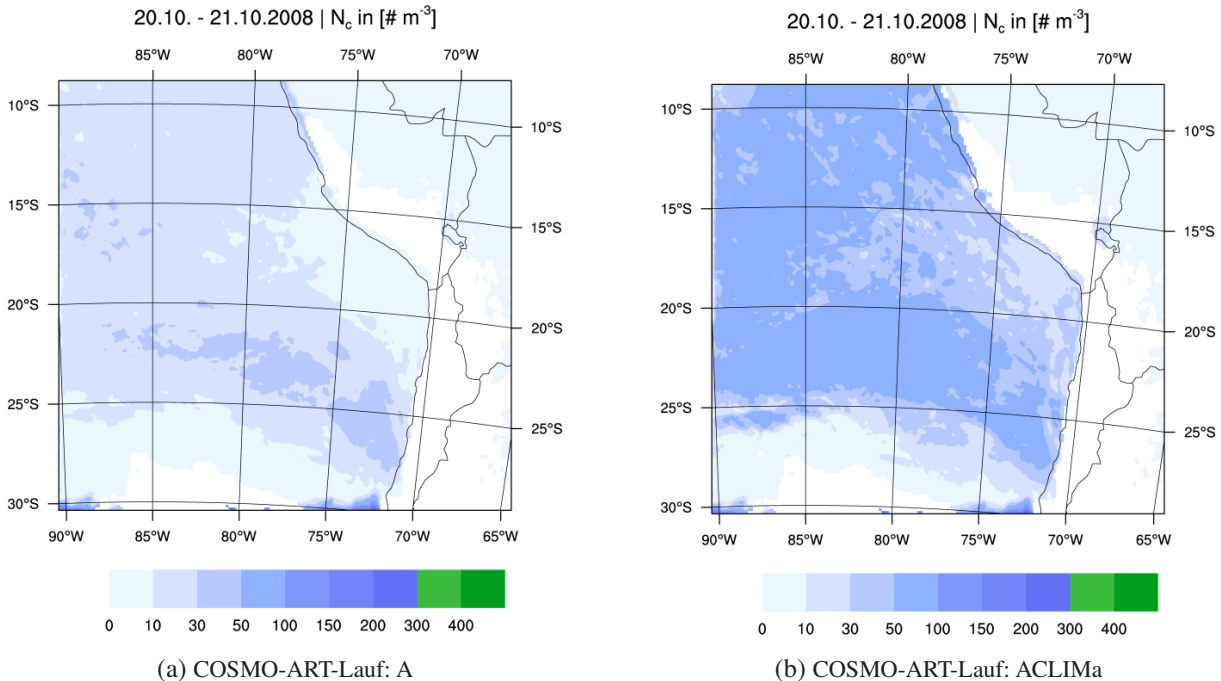 20.10. - 21.10.2008 | N_c in [# m^-3]
85°W 80°W 75°W 70°W
10°S 10°S
15°S 15°S
20°S 20°S
25°S 25°S
30°S
90°W 85°W 80°W 75°W 70°W 65°W
0 10 30 50 100 150 200 300 400
(a) COSMO-ART-Lauf: A
20.10. - 21.10.2008 | N_c in [# m^-3]
85°W 80°W 75°W 70°W
10°S 10°S
15°S 15°S
20°S 20°S
25°S 25°S
30°S
90°W 85°W 80°W 75°W 70°W 65°W
0 10 30 50 100 150 200 300 400
(b) COSMO-ART-Lauf: ACLIMa